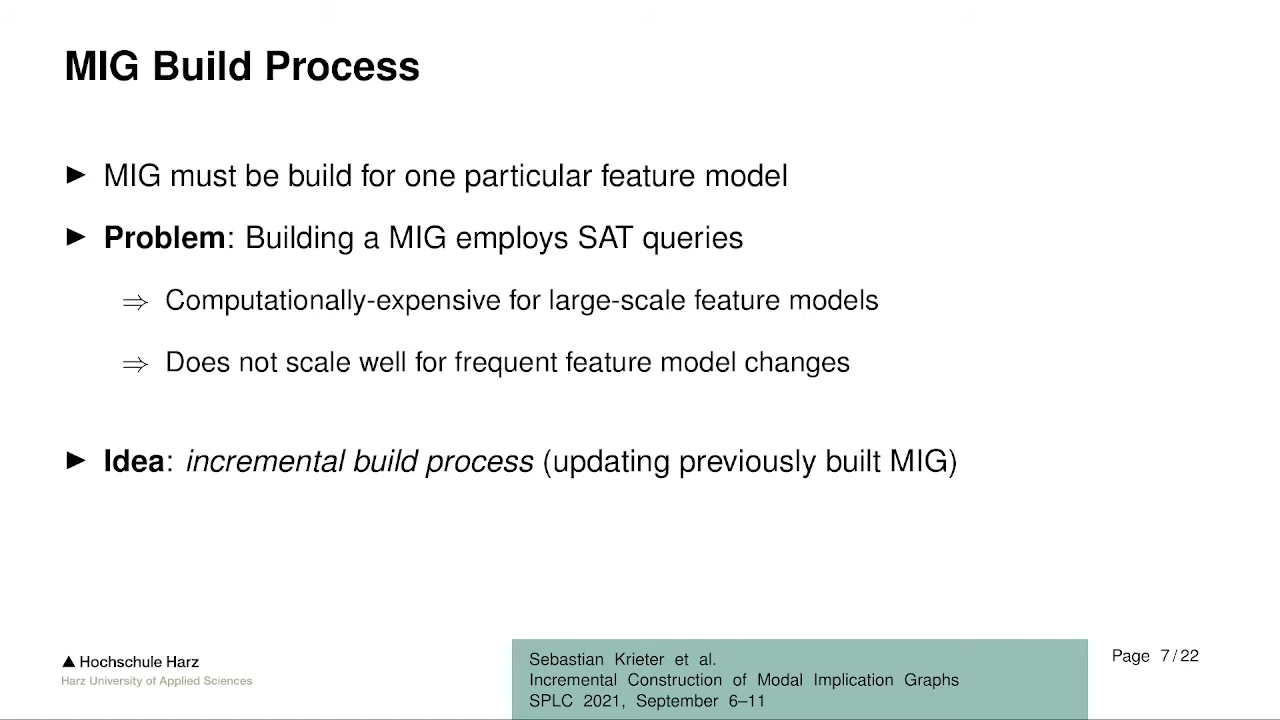 MIG Build Process
▶ MIG must be build for one particular feature model
▶ Problem: Building a MIG employs SAT queries
⇒ Computationally-expensive for large-scale feature models
⇒ Does not scale well for frequent feature model changes
▶ Idea: incremental build process (updating previously built MIG)
▲ Hochschule Harz
Harz University of Applied Sciences
Sebastian Krieter et al.
Incremental Construction of Modal Implication Graphs
SPLC 2021, September 6–11
Page 7/22